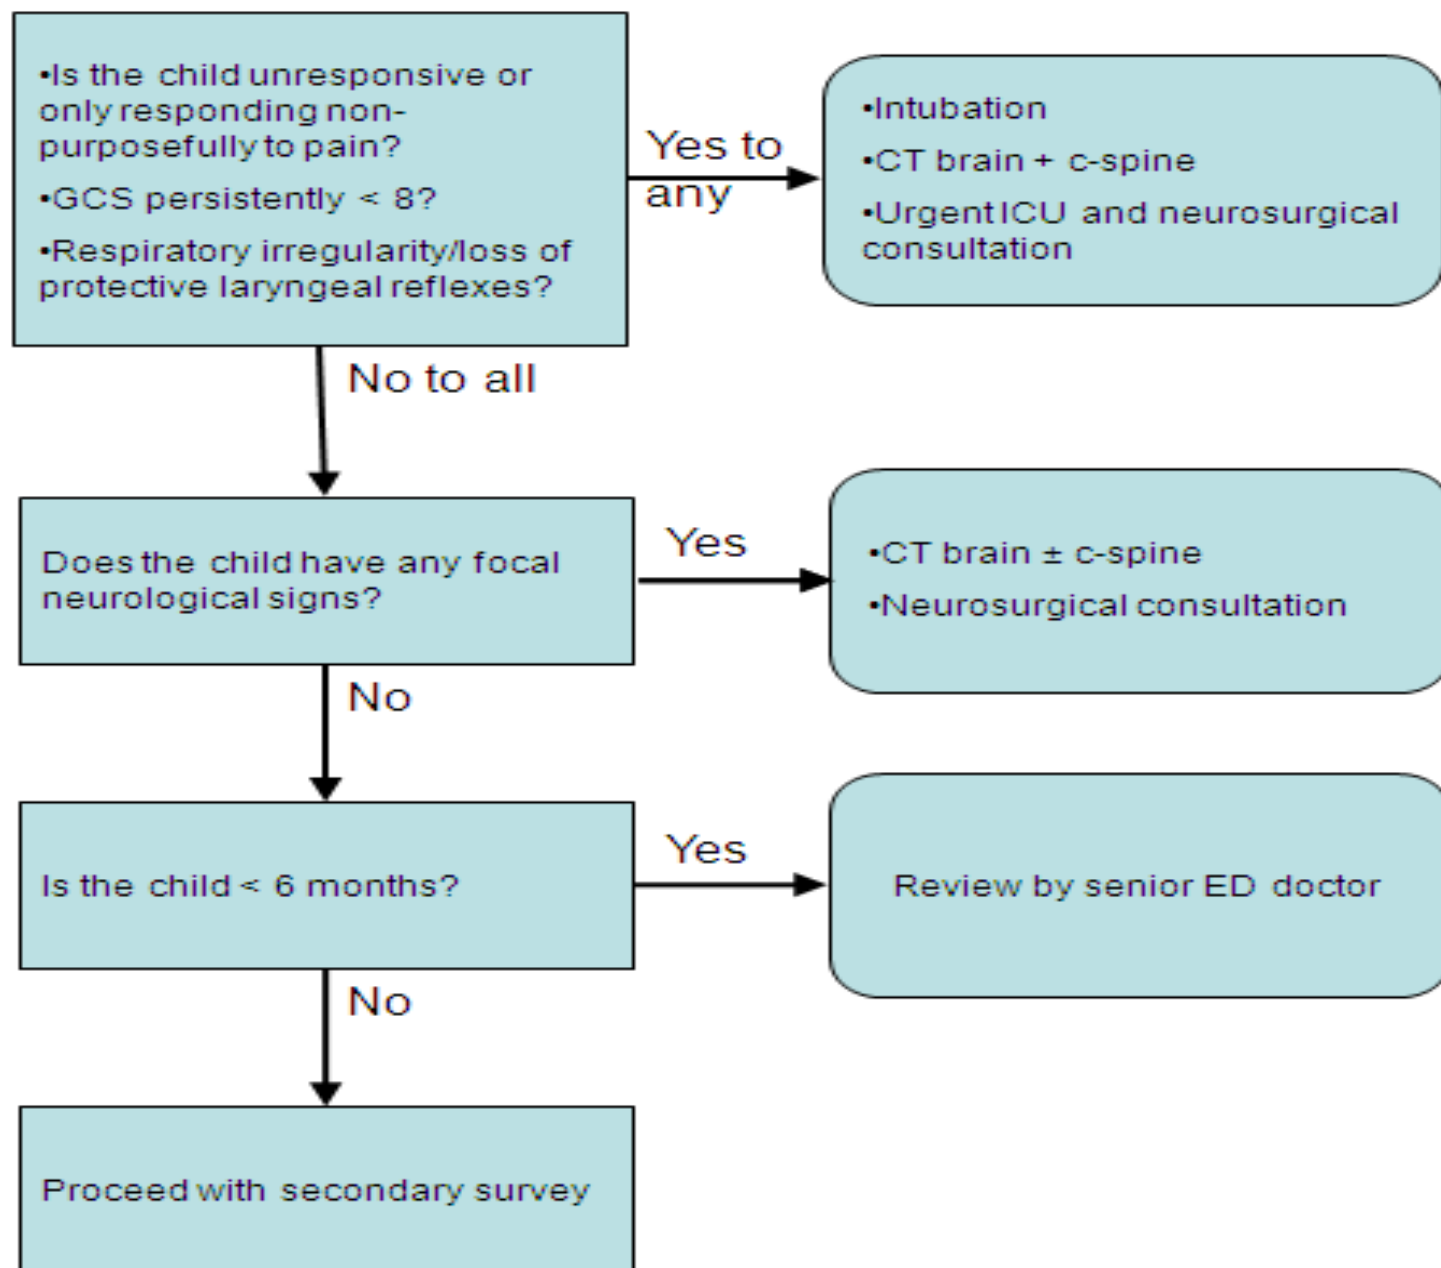 •Is the child unresponsive or
only responding non-
purposefully to pain?
•GCS persistently < 8?
•Respiratory irregularity/loss of
protective laryngeal reflexes?
Yes to
any
•Intubation
•CT brain + c-spine
•Urgent ICU and neurosurgical
consultation
No to all
Does the child have any focal
neurological signs?
Yes
•CT brain ± c-spine
•Neurosurgical consultation
No
Is the child < 6 months?
Yes
Review by senior ED doctor
No
Proceed with secondary survey